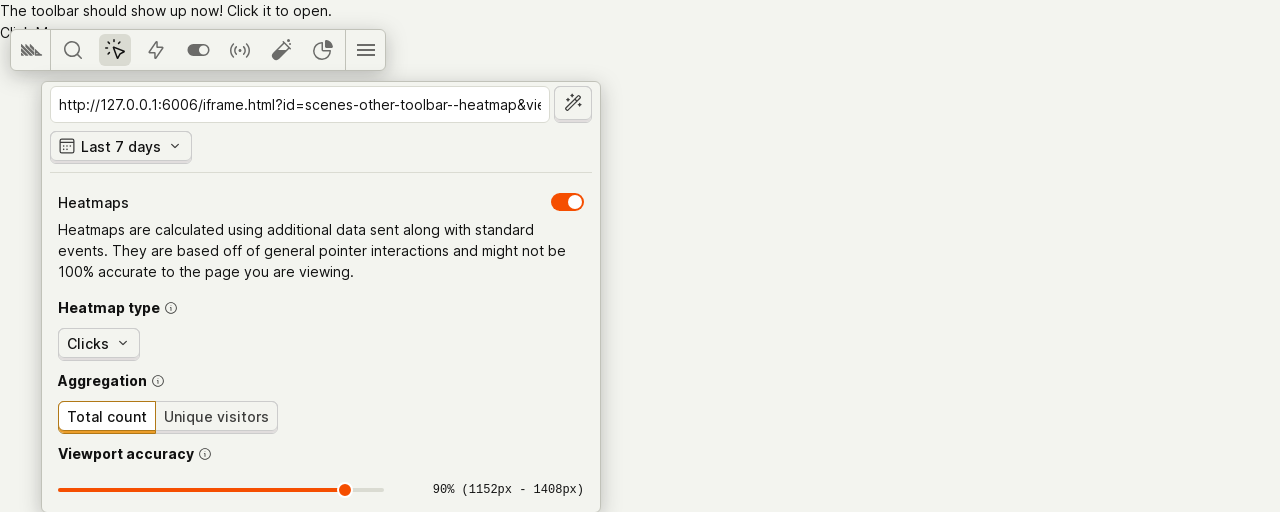 The toolbar should show up now! Click it to open.
http://127.0.0.1:6006/iframe.html?id=scenes-other-toolbar--heatmap&vie
Last 7 days
Heatmaps
Heatmaps are calculated using additional data sent along with standard
events. They are based off of general pointer interactions and might not be
100% accurate to the page you are viewing.
Heatmap type
Clicks
Aggregation
Total count
Unique visitors
Viewport accuracy
90% (1152px - 1408px)